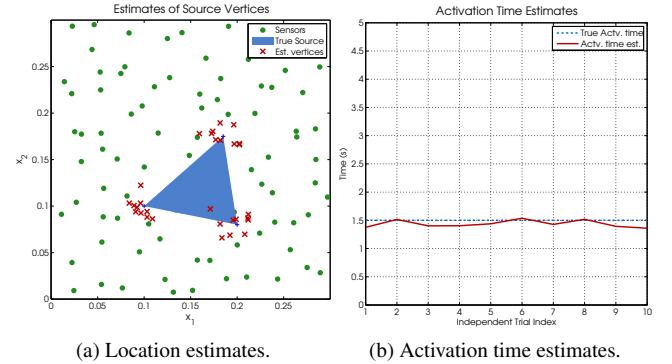 Estimates of Source Vertices
Sensors
True Source
Est. vertices
0.25
0.2
0.15
0.1
0.05
0
x2
0 0.05 0.1 0.15 0.2 0.25
x1
(a) Location estimates.
Activation Time Estimates
True Actv. time
Actv. time est.
5
4.5
4
3.5
3
2.5
2
1.5
1
0.5
0
Time (s)
1 2 3 4 5 6 7 8 9 10
Independent Trial Index
(b) Activation time estimates.